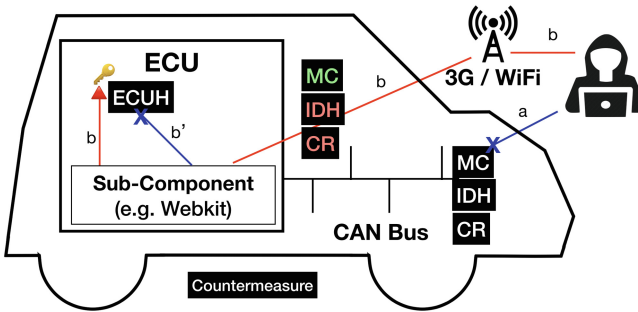 ECU
ECUH
b
b'
Sub-Component
(e.g. Webkit)
MC
IDH
CR
b
3G / WiFi
b
a
X
X
MC
IDH
CR
CAN Bus
Countermeasure